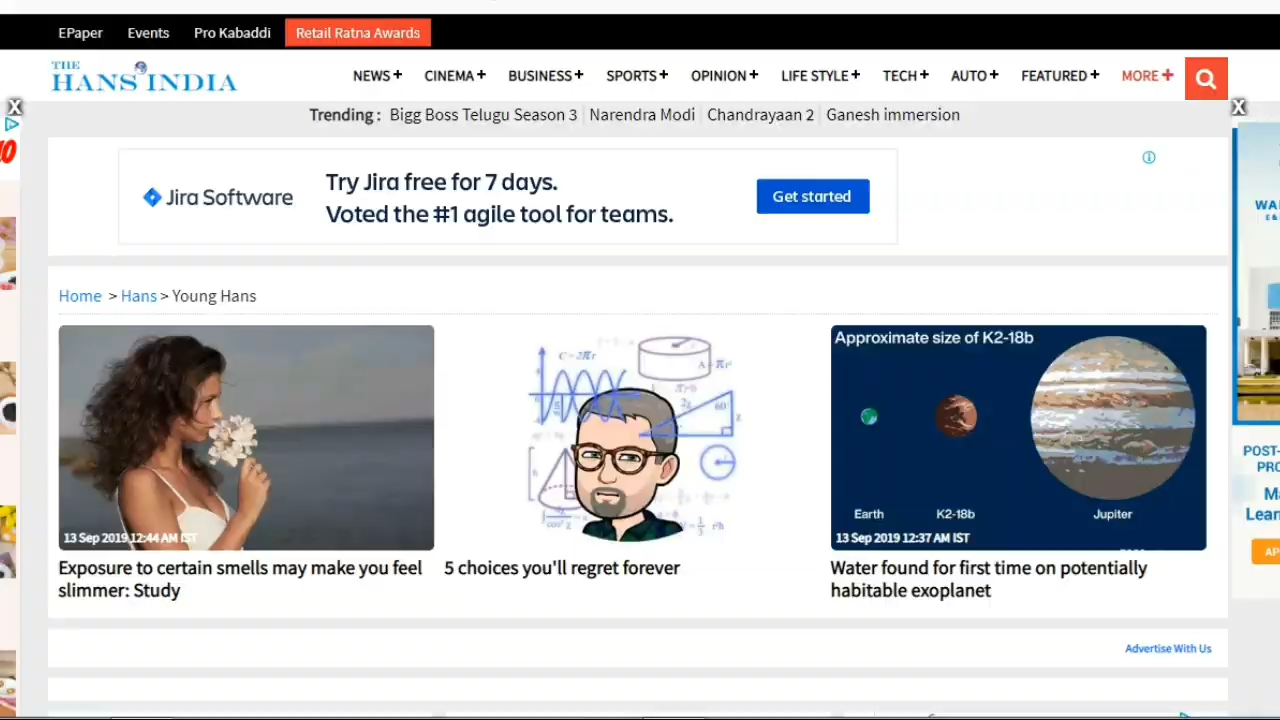 EPaper Events Pro Kabaddi Retail Ratna Awards
THE
HANS INDIA
NEWS+ CINEMA+ BUSINESS+ SPORTS+ OPINION+ LIFE STYLE+ TECH+ AUTO+ FEATURED+ MORE+
Trending : Bigg Boss Telugu Season 3 Narendra Modi Chandrayaan 2 Ganesh immersion
X
X
Jira Software
Try Jira free for 7 days.
Voted the #1 agile tool for teams.
Get started
Home > Hans > Young Hans
C = 2πr
60°
13 Sep 2019 12:44 AM IST
Exposure to certain smells may make you feel
slimmer: Study
5 choices you'll regret forever
Approximate size of K2-18b
Earth K2-18b Jupiter
13 Sep 2019 12:37 AM IST
Water found for first time on potentially
habitable exoplanet
POST-
Advertise With Us